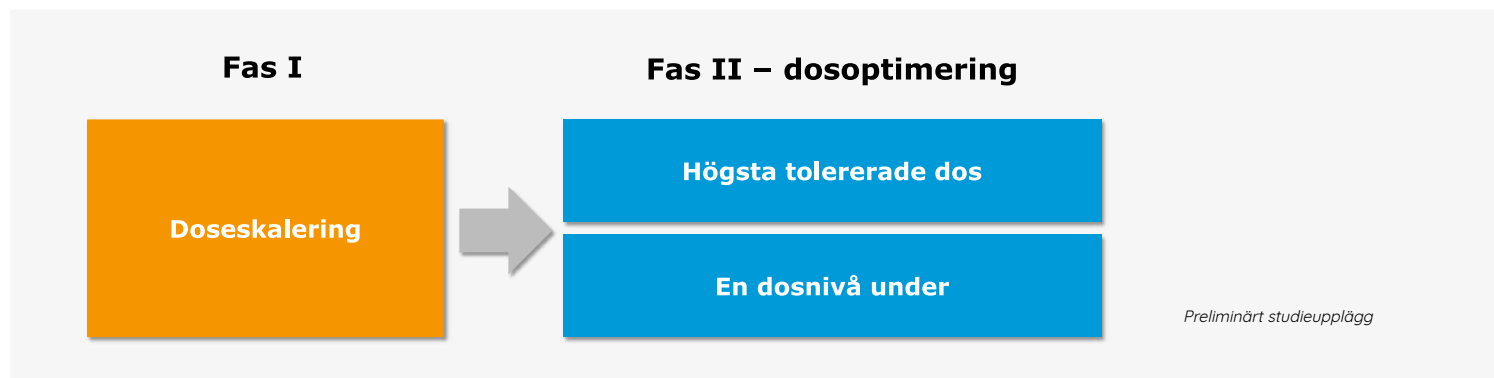 Fas I
Fas II – dosoptimering
Doseskalering
Högsta tolererade dos
En dosnivå under
Preliminärt studieupplägg